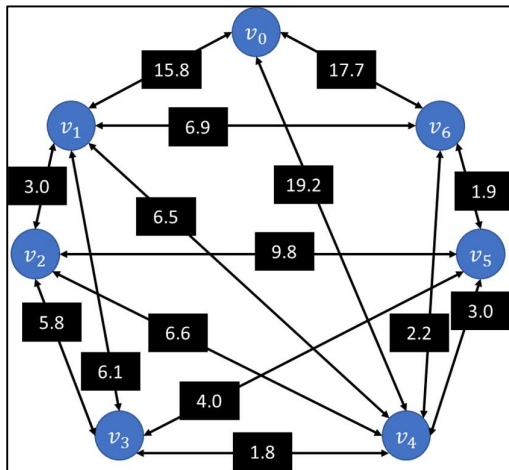 v₀
15.8 17.7
v₁ 6.9 v₆
3.0 6.5 19.2 1.9
v₂ 9.8 v₅
5.8 6.6 2.2 3.0
6.1 4.0
v₃ 1.8 v₄